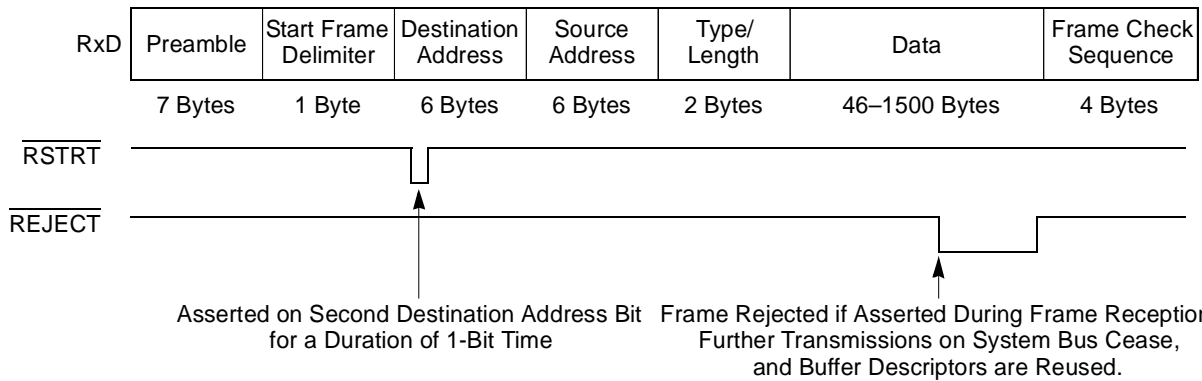 RxD
Preamble
Start Frame
Delimiter
Destination
Address
Source
Address
Type/
Length
Data
Frame Check
Sequence
7 Bytes
1 Byte
6 Bytes
6 Bytes
2 Bytes
46–1500 Bytes
4 Bytes
RSTRT
REJECT
Asserted on Second Destination Address Bit
for a Duration of 1-Bit Time
Frame Rejected if Asserted During Frame Reception
Further Transmissions on System Bus Cease,
and Buffer Descriptors are Reused.